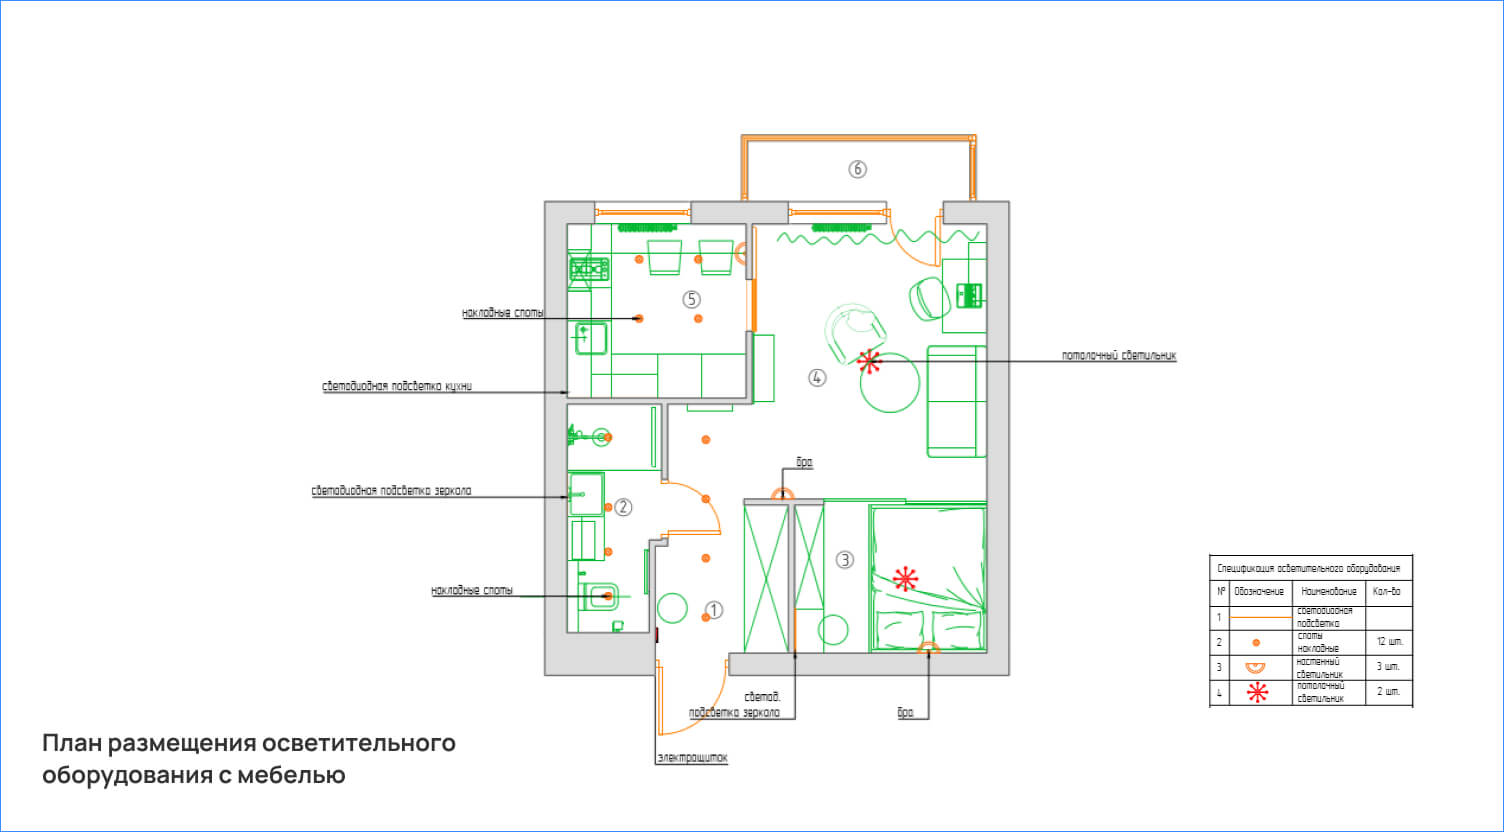 6
5
накладные споты
потолочный светильник
4
светодиодная подсветка кухни
бра
светодиодная подсветка зеркала
2
3
накладные споты
1
светод.
подсветка зеркала
бра
электрощиток
Спецификация осветительного оборудования
№ Обозначение Наименование Кол-во
1 светодиодная
подсветка
2 споты
накладные 12 шт.
3 настенный
светильник 3 шт.
4 потолочный
светильник 2 шт.
План размещения осветительного
оборудования с мебелью